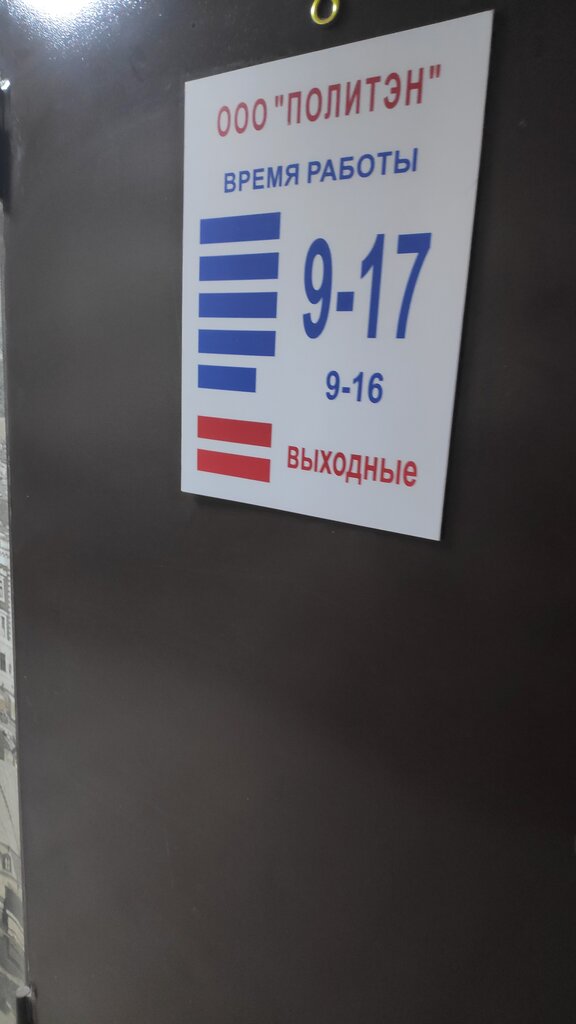 ООО "ПОЛИТЭН"
ВРЕМЯ РАБОТЫ
9-17
9-16
выходные